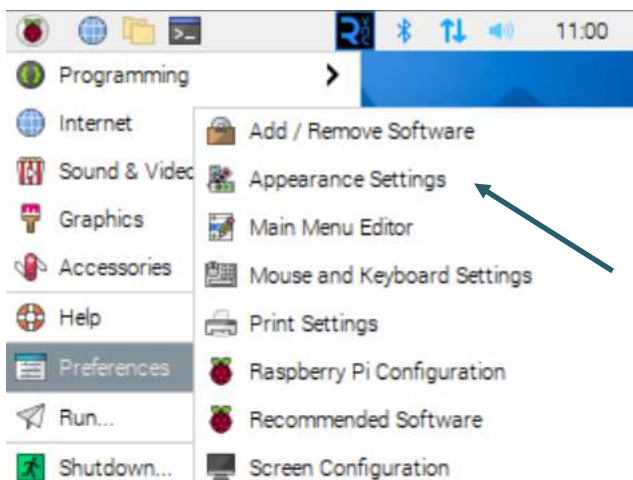 11:00
Programming
Internet
Sound & Video
Graphics
Accessories
Help
Preferences
Run...
Shutdown...
Add / Remove Software
Appearance Settings
Main Menu Editor
Mouse and Keyboard Settings
Print Settings
Raspberry Pi Configuration
Recommended Software
Screen Configuration